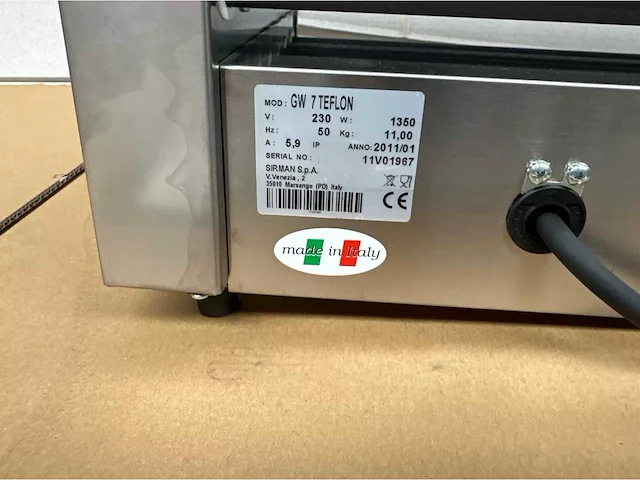 MOD: GW 7 TEFLON
V: 230 W: 1350
Hz: 50 Kg: 11,00
A: 5,9 IP ANNO: 2011/01
SERIAL NO: 11V01967
SIRMAN S.p.A.
V.Venezia , 2
35010 Marsango (PD) Italy
CE
made in Italy